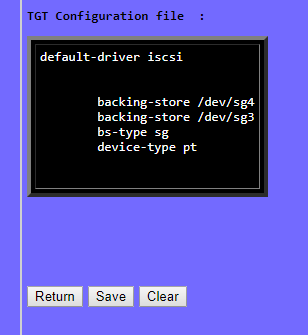 TGT Configuration file :
default-driver iscsi
backing-store /dev/sg4
backing-store /dev/sg3
bs-type sg
device-type pt
Return Save Clear